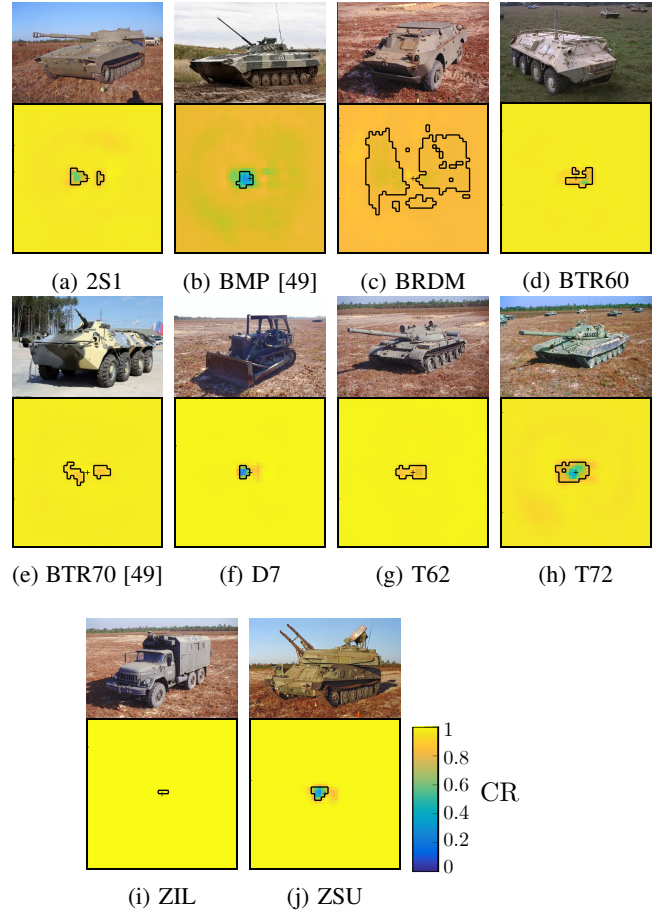 (a) 2S1
(b) BMP [49]
(c) BRDM
(d) BTR60
(e) BTR70 [49]
(f) D7
(g) T62
(h) T72
1
0.8
0.6
0.4
0.2
0
CR
(i) ZIL
(j) ZSU